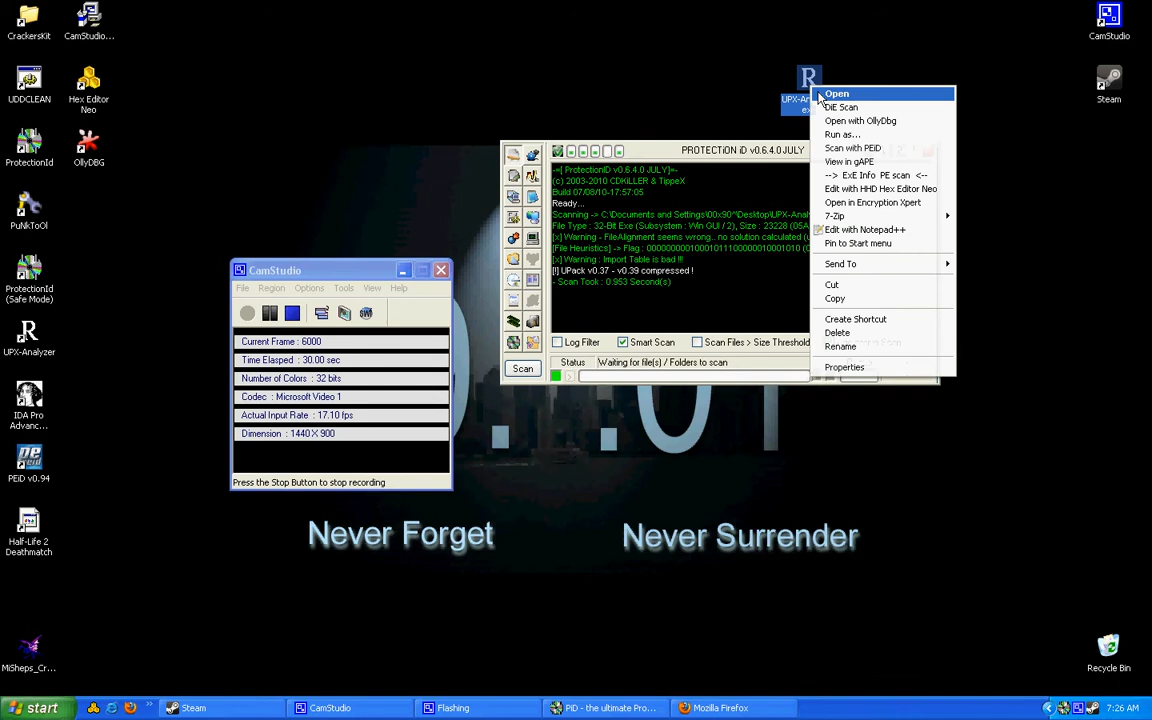 CrackersKit
CamStudio...
UDDCLEAN
Hex Editor
Neo
ProtectionId
OllyDBG
PuNkToOl
ProtectionId
(Safe Mode)
R
UPX-Analyzer
IDA Pro
Advanc...
PEiD v0.94
Half-Life 2
Deathmatch
MiSheps_Cr...
CamStudio
Steam
Recycle Bin
R
UPX-An
ex
Open
DiE Scan
Open with OllyDbg
Run as...
Scan with PEiD
View in gAPE
--> ExE Info PE scan <--
Edit with HHD Hex Editor Neo
Open in Encryption Xpert
7-Zip
Edit with Notepad++
Pin to Start menu
Send To
Cut
Copy
Create Shortcut
Delete
Rename
Properties
PROTECTiON iD v0.6.4.0 JULY
-=[ ProtectionID v0.6.4.0 JULY]=-
(c) 2003-2010 CDKiLLER & TippeX
Build 07/08/10-17:57:05
Ready...
Scanning -> C:\Documents and Settings\00x90^\Desktop\UPX-Anal
File Type : 32-Bit Exe (Subsystem : Win GUI / 2), Size : 23228 (05A
[x] Warning - FileAlignment seems wrong.. no solution calculated (u
[File Heuristics] -> Flag : 00000000010001011100000010001010
[x] Warning : Import Table is bad !!!
[!] UPack v0.37 - v0.39 compressed !
- Scan Took : 0.953 Second(s)
Log Filter
Smart Scan
Scan Files > Size Threshold
Status
Waiting for file(s) / Folders to scan
Scan
CamStudio
File Region Options Tools View Help
Current Frame : 6000
Time Elasped : 30.00 sec
Number of Colors : 32 bits
Codec : Microsoft Video 1
Actual Input Rate : 17.10 fps
Dimension : 1440 X 900
Press the Stop Button to stop recording
Never Forget
Never Surrender
start
Steam
CamStudio
Flashing
PiD - the ultimate Pro...
Mozilla Firefox
7:26 AM